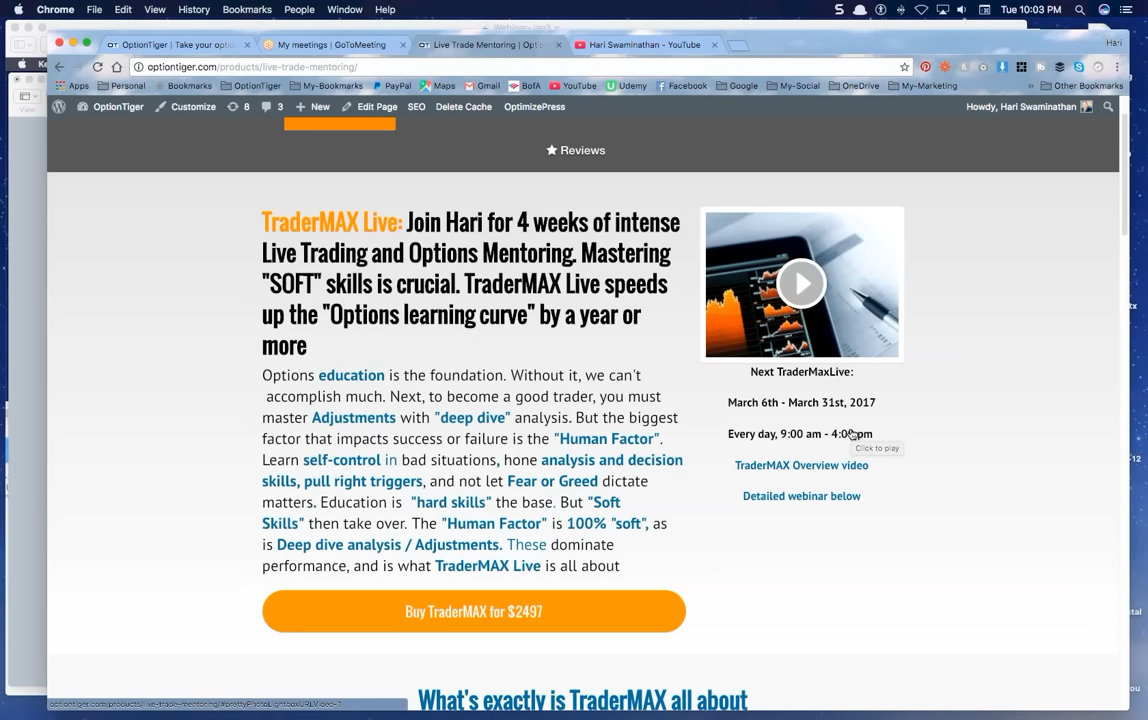 Chrome File Edit View History Bookmarks People Window Help
Tue 10:03 PM
OptionTiger | Take your optio
My meetings | GoToMeeting
Live Trade Mentoring | Opt
Hari Swaminathan - YouTube
Hari
optiontiger.com/products/live-trade-mentoring/
Apps Personal OptionTiger My-Bookmarks PayPal Maps Gmail BofA YouTube Udemy Facebook Google My-Social OneDrive My-Marketing » Other Bookmarks
OptionTiger Customize 8 3 New Edit Page SEO Delete Cache OptimizePress Howdy, Hari Swaminathan
Reviews
TraderMAX Live: Join Hari for 4 weeks of intense
Live Trading and Options Mentoring. Mastering
"SOFT" skills is crucial. TraderMAX Live speeds
up the "Options learning curve" by a year or
more
Options education is the foundation. Without it, we can't
accomplish much. Next, to become a good trader, you must
master Adjustments with "deep dive" analysis. But the biggest
factor that impacts success or failure is the "Human Factor".
Learn self-control in bad situations, hone analysis and decision
skills, pull right triggers, and not let Fear or Greed dictate
matters. Education is "hard skills" the base. But "Soft
Skills" then take over. The "Human Factor" is 100% "soft", as
is Deep dive analysis / Adjustments. These dominate
performance, and is what TraderMAX Live is all about
Buy TraderMAX for $2497
Next TraderMaxLive:
March 6th - March 31st, 2017
Every day, 9:00 am - 4:00 pm
Click to play
TraderMAX Overview video
Detailed webinar below
What's exactly is TraderMAX all about